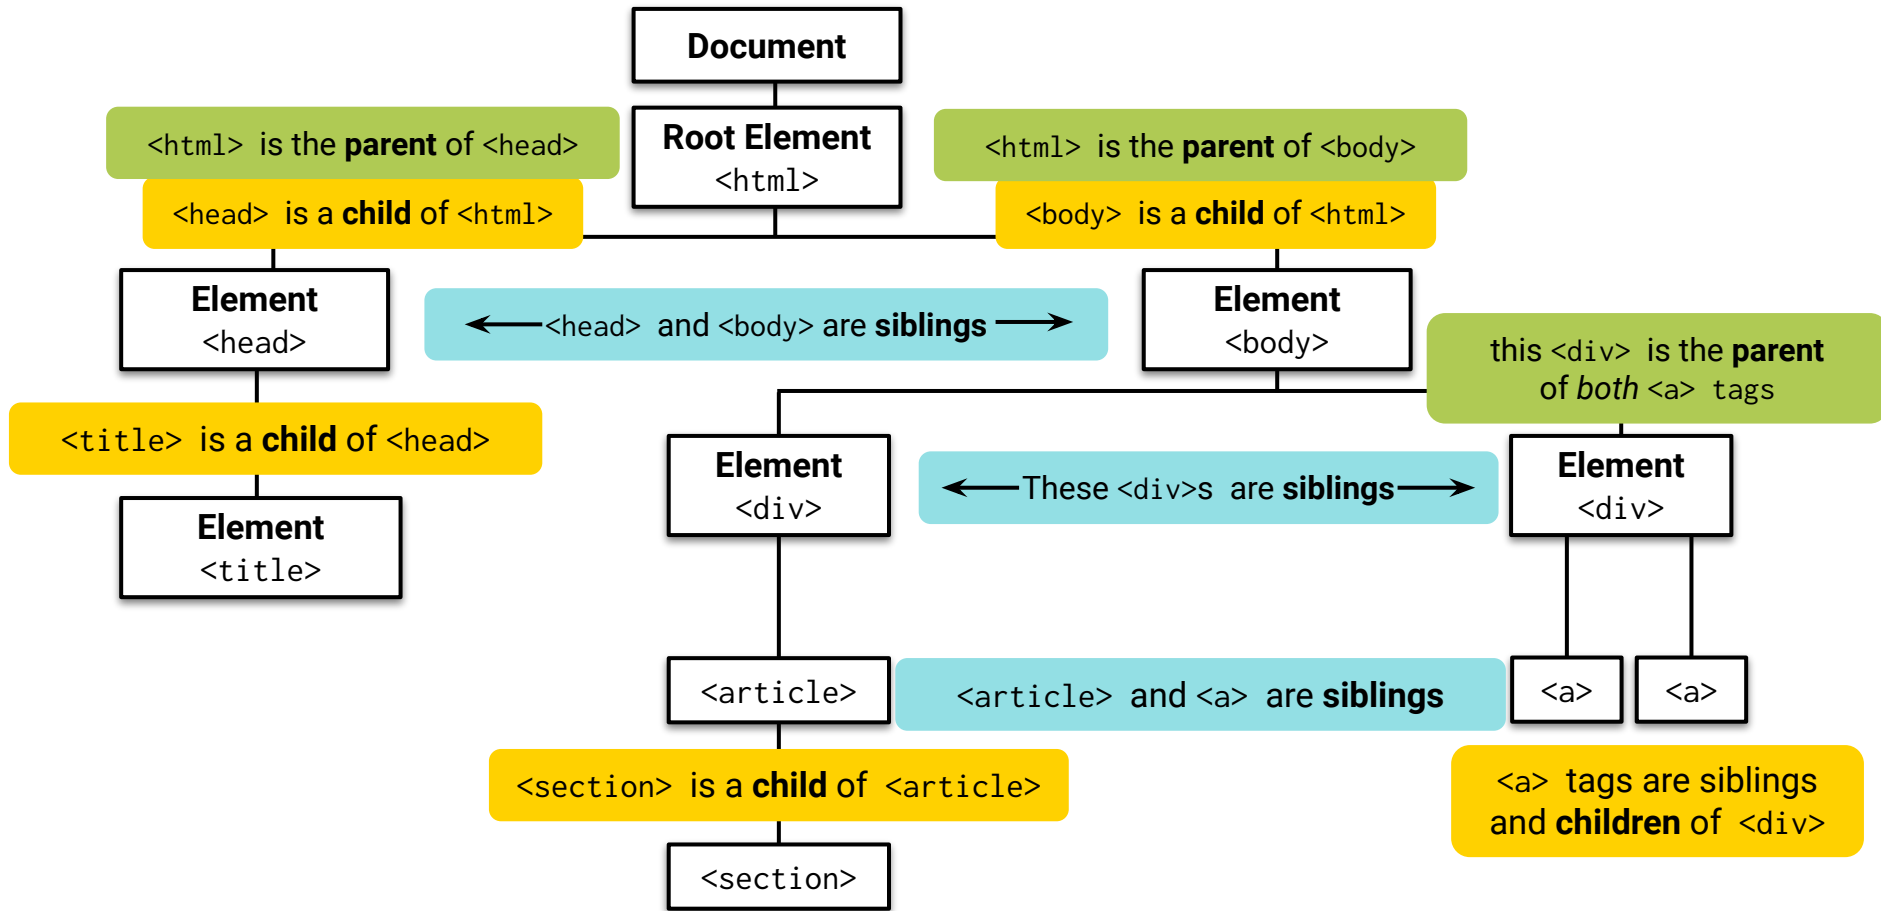 Document
Root Element
<html>
<html> is the parent of <head>
<head> is a child of <html>
<html> is the parent of <body>
<body> is a child of <html>
Element
<head>
<head> and <body> are siblings
Element
<body>
this <div> is the parent
of both <a> tags
<title> is a child of <head>
Element
<title>
Element
<div>
These <div>s are siblings
Element
<div>
<article>
<article> and <a> are siblings
<a>
<a>
<section> is a child of <article>
<a> tags are siblings
and children of <div>
<section>